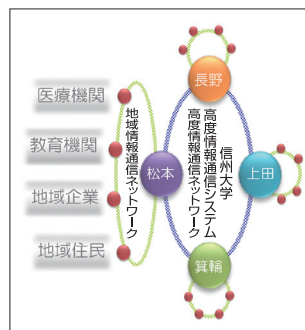 長野
医療機関
教育機関
地域企業
地域住民
地域情報通信ネットワーク
松本
信州大学
高度情報通信システム
高度情報通信ネットワーク
上田
箕輪